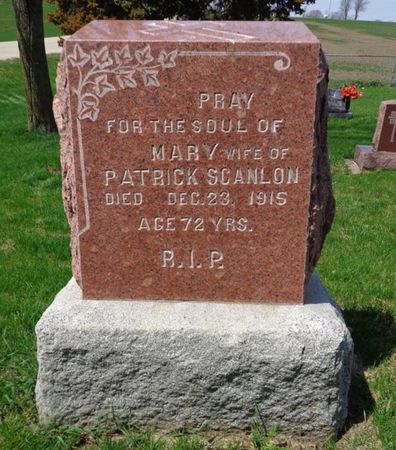 PRAY
FOR THE SOUL OF
MARY WIFE OF
PATRICK SCANLON
DIED DEC. 23, 1915
AGE 72 YRS.
R.I.P.